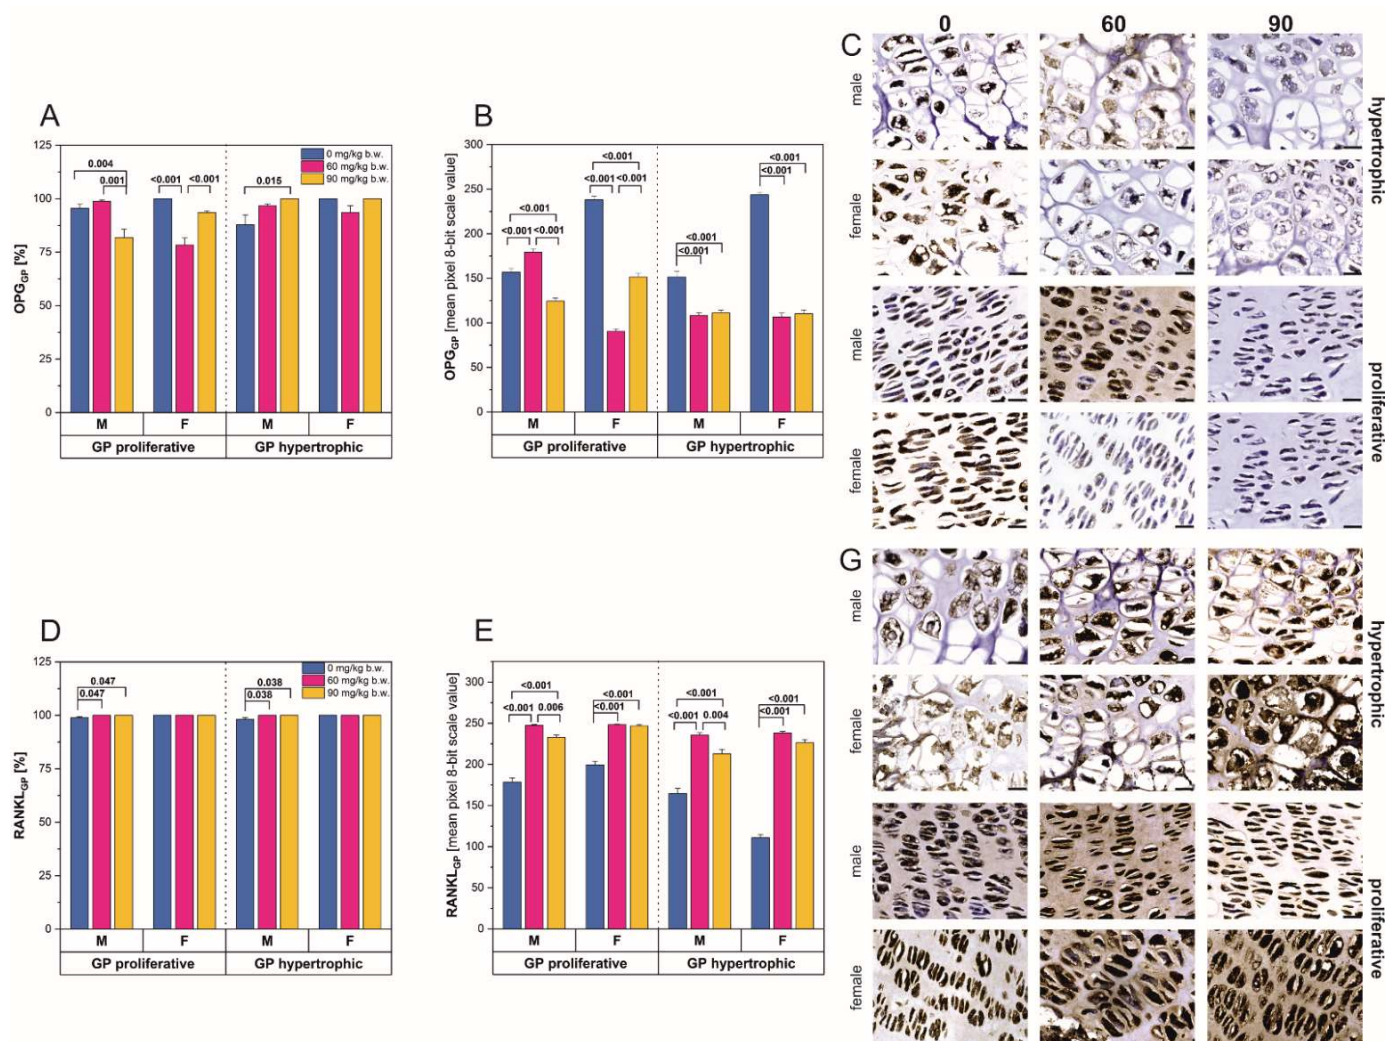 A
OPGGP [%]
125
100
75
50
25
0
0 mg/kg b.w.
60 mg/kg b.w.
90 mg/kg b.w.
0.004
0.001
<0.001 <0.001
0.015
M F M F
GP proliferative GP hypertrophic
B
OPGGP [mean pixel 8-bit scale value]
300
250
200
150
100
50
0
<0.001
<0.001 <0.001
<0.001
<0.001 <0.001
<0.001
<0.001
<0.001
<0.001
M F M F
GP proliferative GP hypertrophic
C
0 60 90
male
female
male
female
hypertrophic
proliferative
D
RANKLGP [%]
125
100
75
50
25
0
0 mg/kg b.w.
60 mg/kg b.w.
90 mg/kg b.w.
0.047
0.047
0.038
0.038
M F M F
GP proliferative GP hypertrophic
E
RANKLGP [mean pixel 8-bit scale value]
300
250
200
150
100
50
0
<0.001
<0.001 0.006
<0.001
<0.001
<0.001
<0.001 0.004
<0.001
<0.001
M F M F
GP proliferative GP hypertrophic
G
male
female
male
female
hypertrophic
proliferative